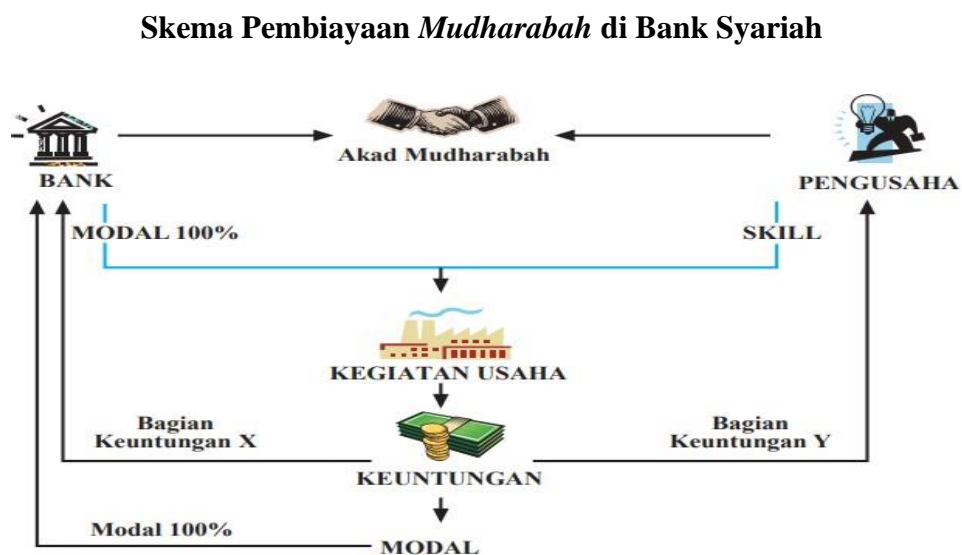 Skema Pembiayaan Mudharabah di Bank Syariah
Akad Mudharabah
BANK
PENGUSAHA
MODAL 100%
SKILL
KEGIATAN USAHA
Bagian
Keuntungan X
Bagian
Keuntungan Y
KEUNTUNGAN
Modal 100%
MODAL